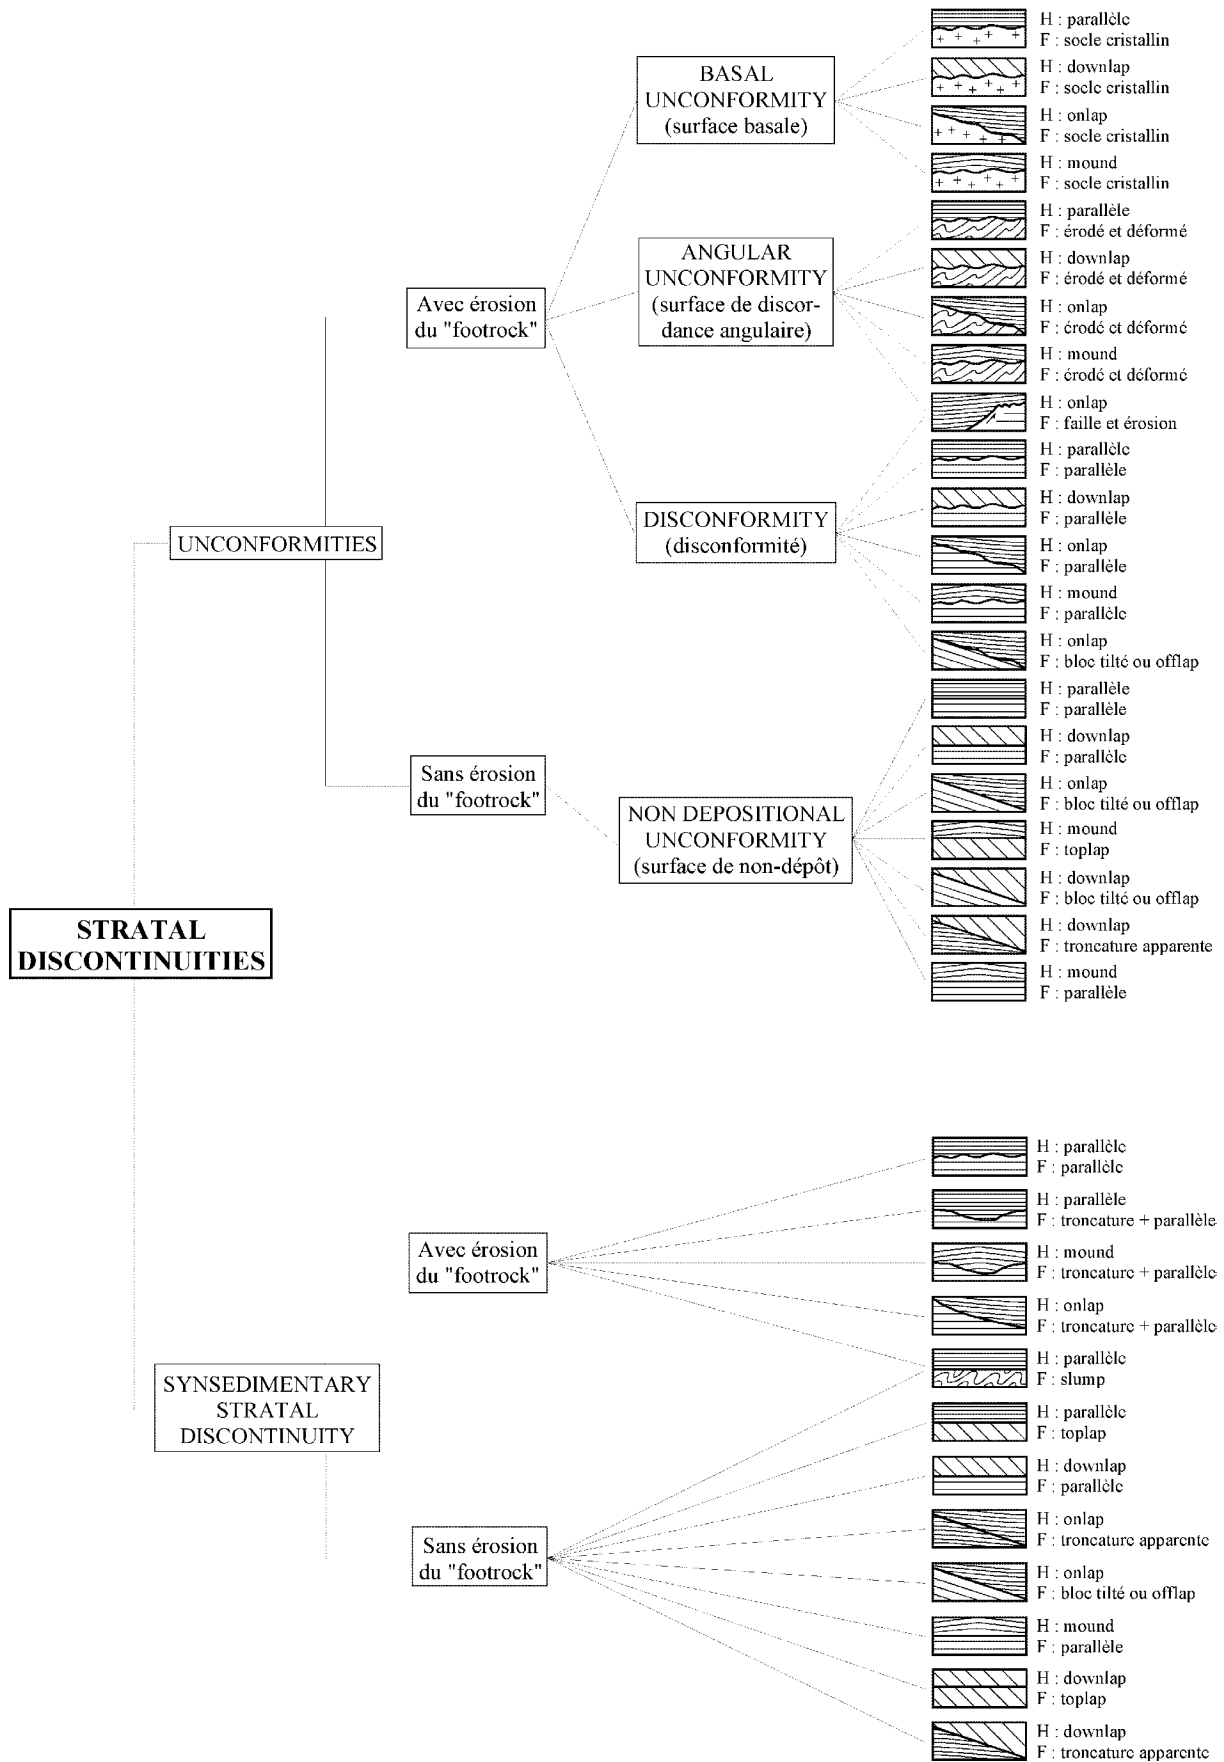 STRATAL
DISCONTINUITIES
UNCONFORMITIES
Avec érosion
du "footrock"
BASAL
UNCONFORMITY
(surface basale)
H : parallèle
F : socle cristallin
H : downlap
F : socle cristallin
H : onlap
F : socle cristallin
H : mound
F : socle cristallin
ANGULAR
UNCONFORMITY
(surface de discor-
dance angulaire)
H : parallèle
F : érodé et déformé
H : downlap
F : érodé et déformé
H : onlap
F : érodé et déformé
H : mound
F : érodé et déformé
H : onlap
F : faille et érosion
DISCONFORMITY
(disconformité)
H : parallèle
F : parallèle
H : downlap
F : parallèle
H : onlap
F : parallèle
H : mound
F : parallèle
H : onlap
F : bloc tilté ou offlap
Sans érosion
du "footrock"
NON DEPOSITIONAL
UNCONFORMITY
(surface de non-dépôt)
H : parallèle
F : parallèle
H : downlap
F : parallèle
H : onlap
F : bloc tilté ou offlap
H : mound
F : toplap
H : downlap
F : bloc tilté ou offlap
H : downlap
F : troncature apparente
H : mound
F : parallèle
SYNSEDIMENTARY
STRATAL
DISCONTINUITY
Avec érosion
du "footrock"
H : parallèle
F : parallèle
H : parallèle
F : troncature + parallèle
H : mound
F : troncature + parallèle
H : onlap
F : troncature + parallèle
H : parallèle
F : slump
Sans érosion
du "footrock"
H : parallèle
F : toplap
H : downlap
F : parallèle
H : onlap
F : troncature apparente
H : onlap
F : bloc tilté ou offlap
H : mound
F : parallèle
H : downlap
F : toplap
H : downlap
F : troncature apparente